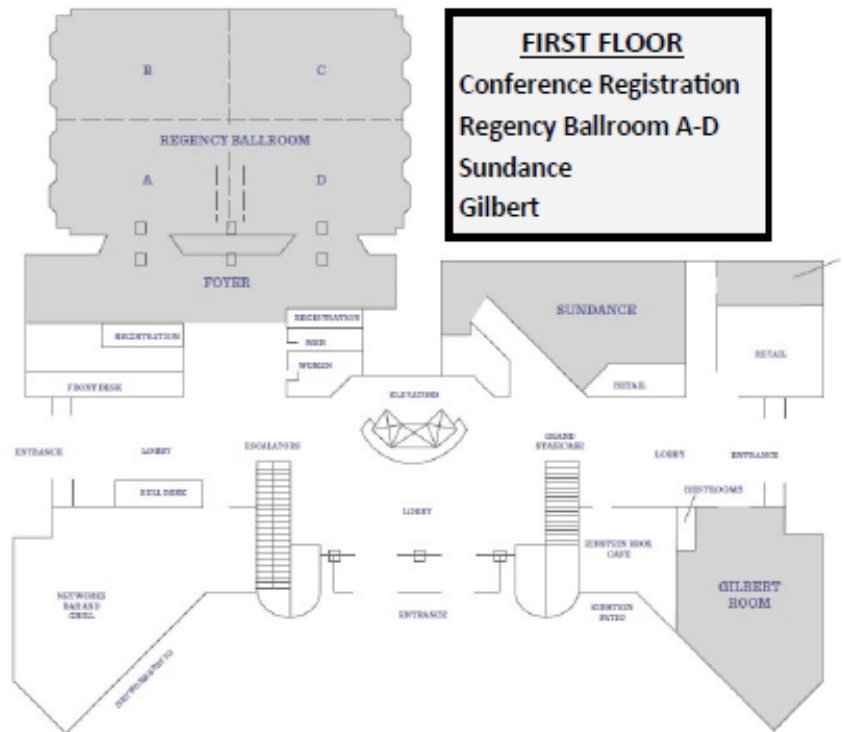 FIRST FLOOR
Conference Registration
Regency Ballroom A-D
Sundance
Gilbert
B
C
REGENCY BALLROOM
A
D
FOYER
REGISTRATION
REGISTRATION
MEN
WOMEN
FRONT DESK
SUNDANCE
RETAIL
RETAIL
ELEVATORS
ENTRANCE
LOBBY
ESCALATORS
GRAND
STAIRCASE
LOBBY
ENTRANCE
BELL DESK
RESTROOMS
LOBBY
EINSTEIN BROS.
CAFE
NETWORKS
BAR AND
GRILL
GILBERT
ROOM
ENTRANCE
EINSTEIN
PATIO
NETWORKS PATIO